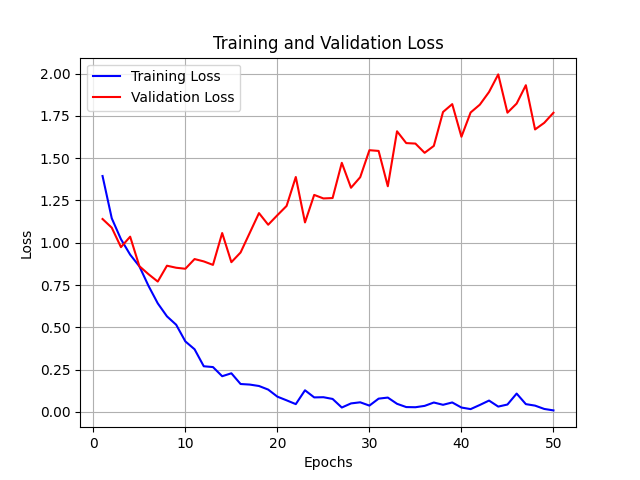 Training and Validation Loss
Training Loss
Validation Loss
2.00
1.75
1.50
1.25
1.00
0.75
0.50
0.25
0.00
Loss
0 10 20 30 40 50
Epochs